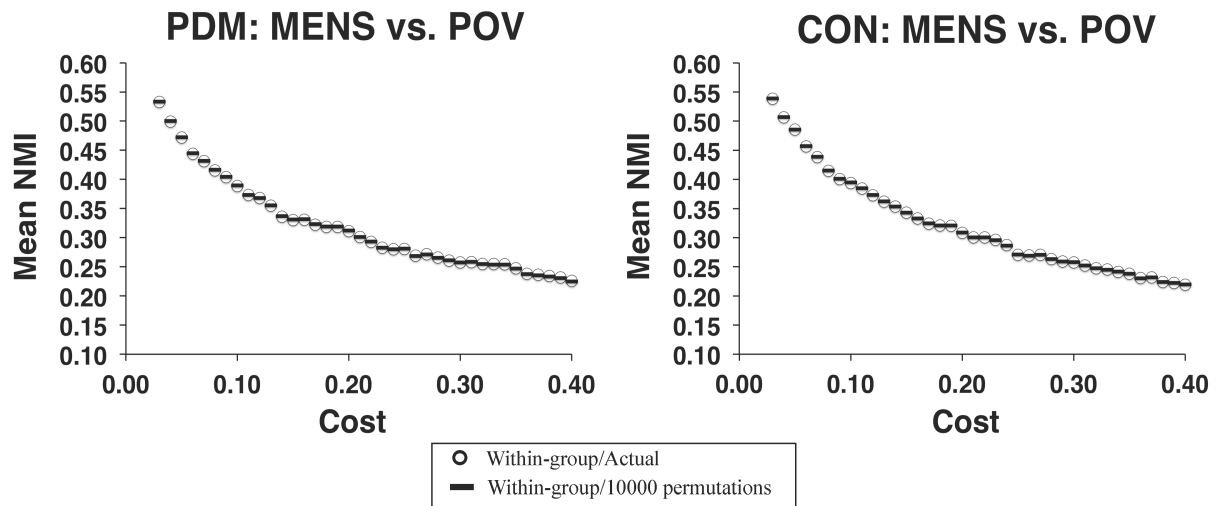 PDM: MENS vs. POV
Mean NMI
0.60
0.55
0.50
0.45
0.40
0.35
0.30
0.25
0.20
0.15
0.10
0.00 0.10 0.20 0.30 0.40
Cost
CON: MENS vs. POV
Mean NMI
0.60
0.55
0.50
0.45
0.40
0.35
0.30
0.25
0.20
0.15
0.10
0.00 0.10 0.20 0.30 0.40
Cost
Within-group/Actual
Within-group/10000 permutations